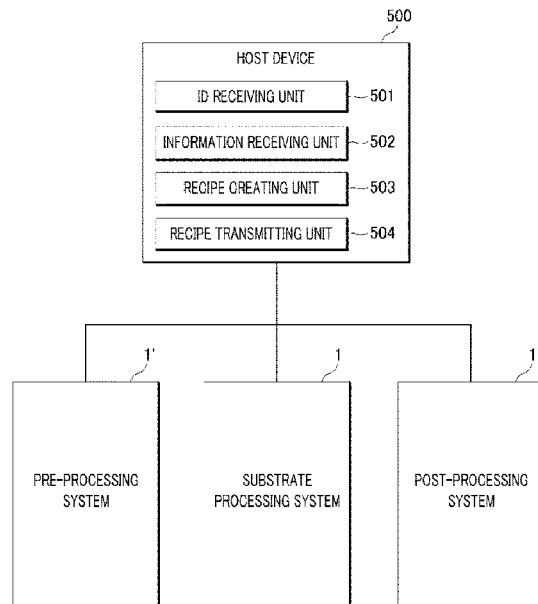 500
HOST DEVICE
ID RECEIVING UNIT 501
INFORMATION RECEIVING UNIT 502
RECIPE CREATING UNIT 503
RECIPE TRANSMITTING UNIT 504
1' 1 1
PRE-PROCESSING
SYSTEM
SUBSTRATE
PROCESSING SYSTEM
POST-PROCESSING
SYSTEM